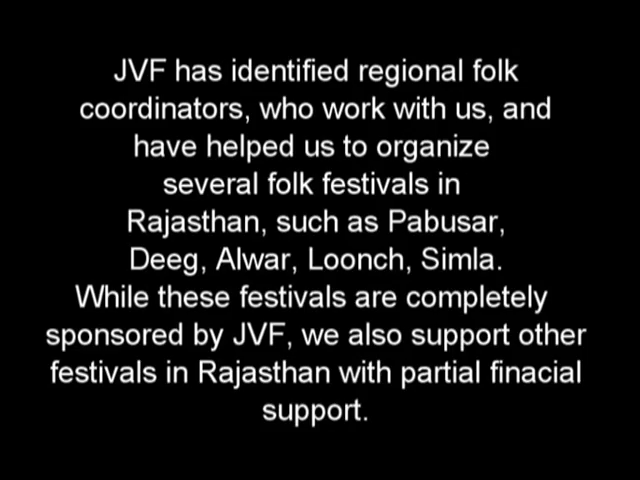 JVF has identified regional folk
coordinators, who work with us, and
have helped us to organize
several folk festivals in
Rajasthan, such as Pabusar,
Deeg, Alwar, Loonch, Simla.
While these festivals are completely
sponsored by JVF, we also support other
festivals in Rajasthan with partial finacial
support.